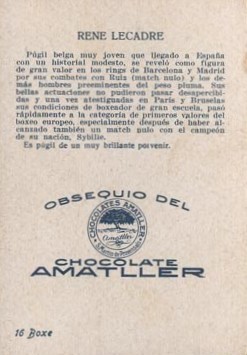 RENE LECADRE
Púgil belga muy joven que llegado a España
con un historial modesto, se reveló como figura
de gran valor en los rings de Barcelona y Madrid
por sus combates con Ruiz (match nulo) y los de-
más hombres preeminentes del peso pluma. Sus
bellas actuaciones no pudieron pasar desapercibi-
das y una vez atestiguadas en París y Bruselas
sus condiciones de boxeador de gran escuela, pasó
rápidamente a la categoría de primeros valores del
boxeo europeo, especialmente después de haber al-
canzado también un match nulo con el campeón
de su nación, Sybille.
Es púgil de un muy brillante porvenir.
OBSEQUIO DEL
CHOCOLATES AMATLLER
Amatller
CHOCOLATE
AMATLLER
16 Boxe